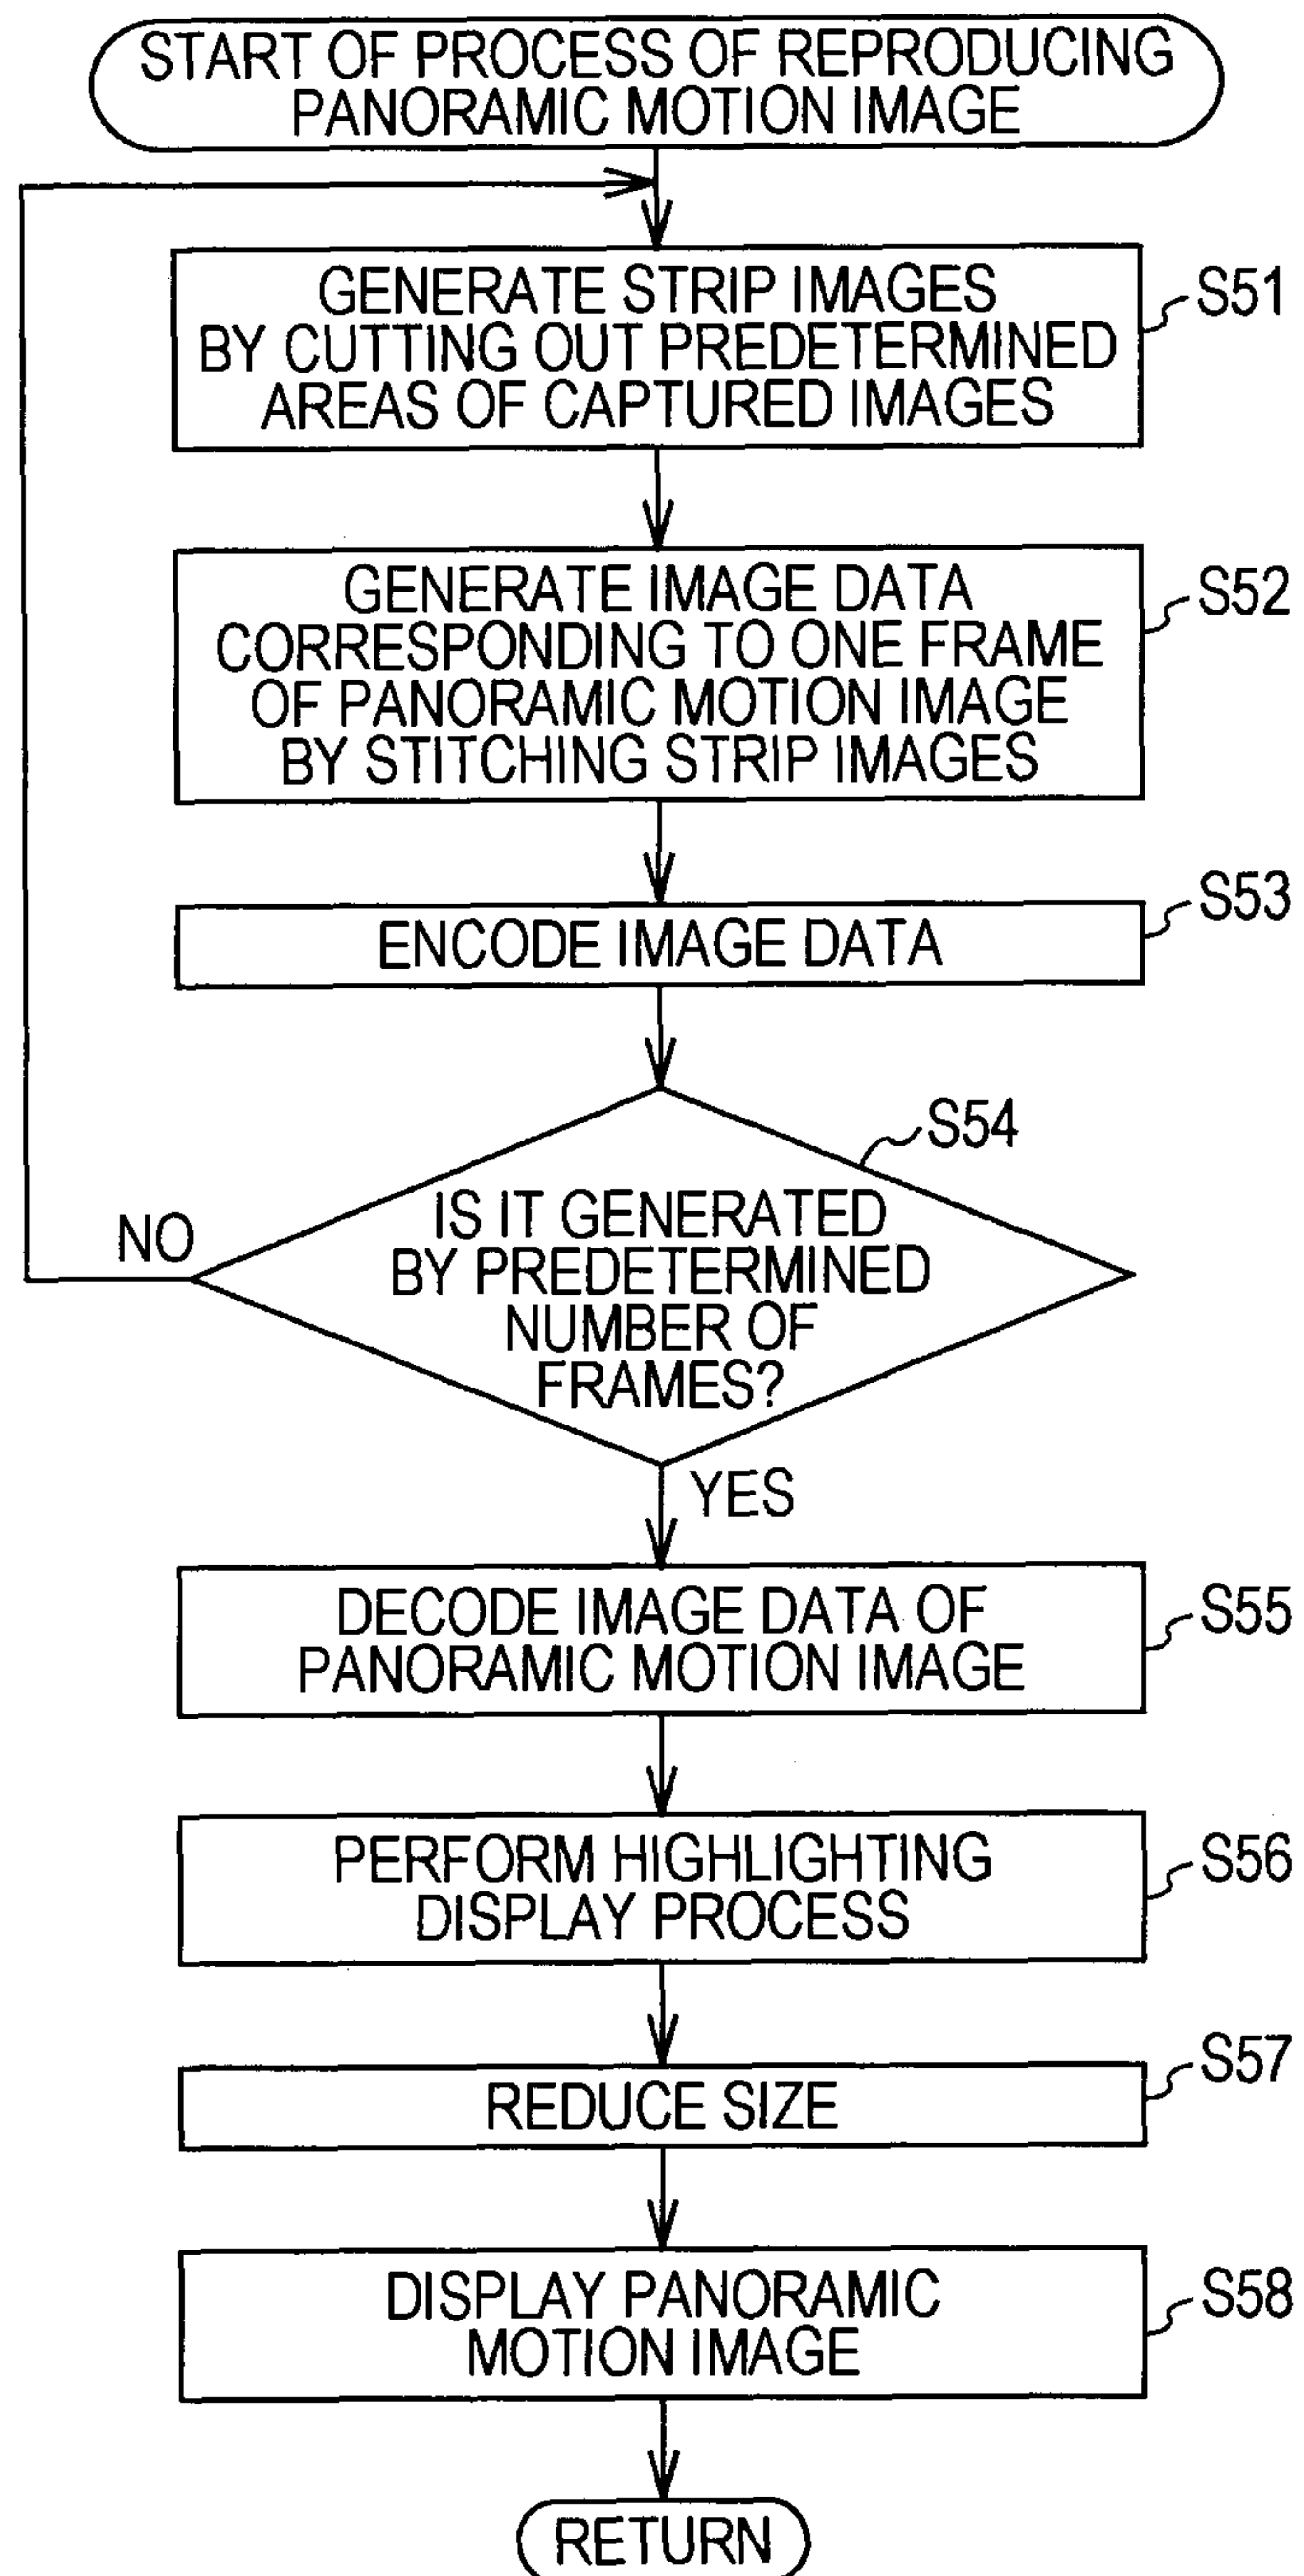 START OF PROCESS OF REPRODUCING
PANORAMIC MOTION IMAGE
GENERATE STRIP IMAGES
BY CUTTING OUT PREDETERMINED
AREAS OF CAPTURED IMAGES
S51
GENERATE IMAGE DATA
CORRESPONDING TO ONE FRAME
OF PANORAMIC MOTION IMAGE
BY STITCHING STRIP IMAGES
S52
ENCODE IMAGE DATA
S53
S54
IS IT GENERATED
BY PREDETERMINED
NUMBER OF
FRAMES?
NO
YES
DECODE IMAGE DATA OF
PANORAMIC MOTION IMAGE
S55
PERFORM HIGHLIGHTING
DISPLAY PROCESS
S56
REDUCE SIZE
S57
DISPLAY PANORAMIC
MOTION IMAGE
S58
RETURN